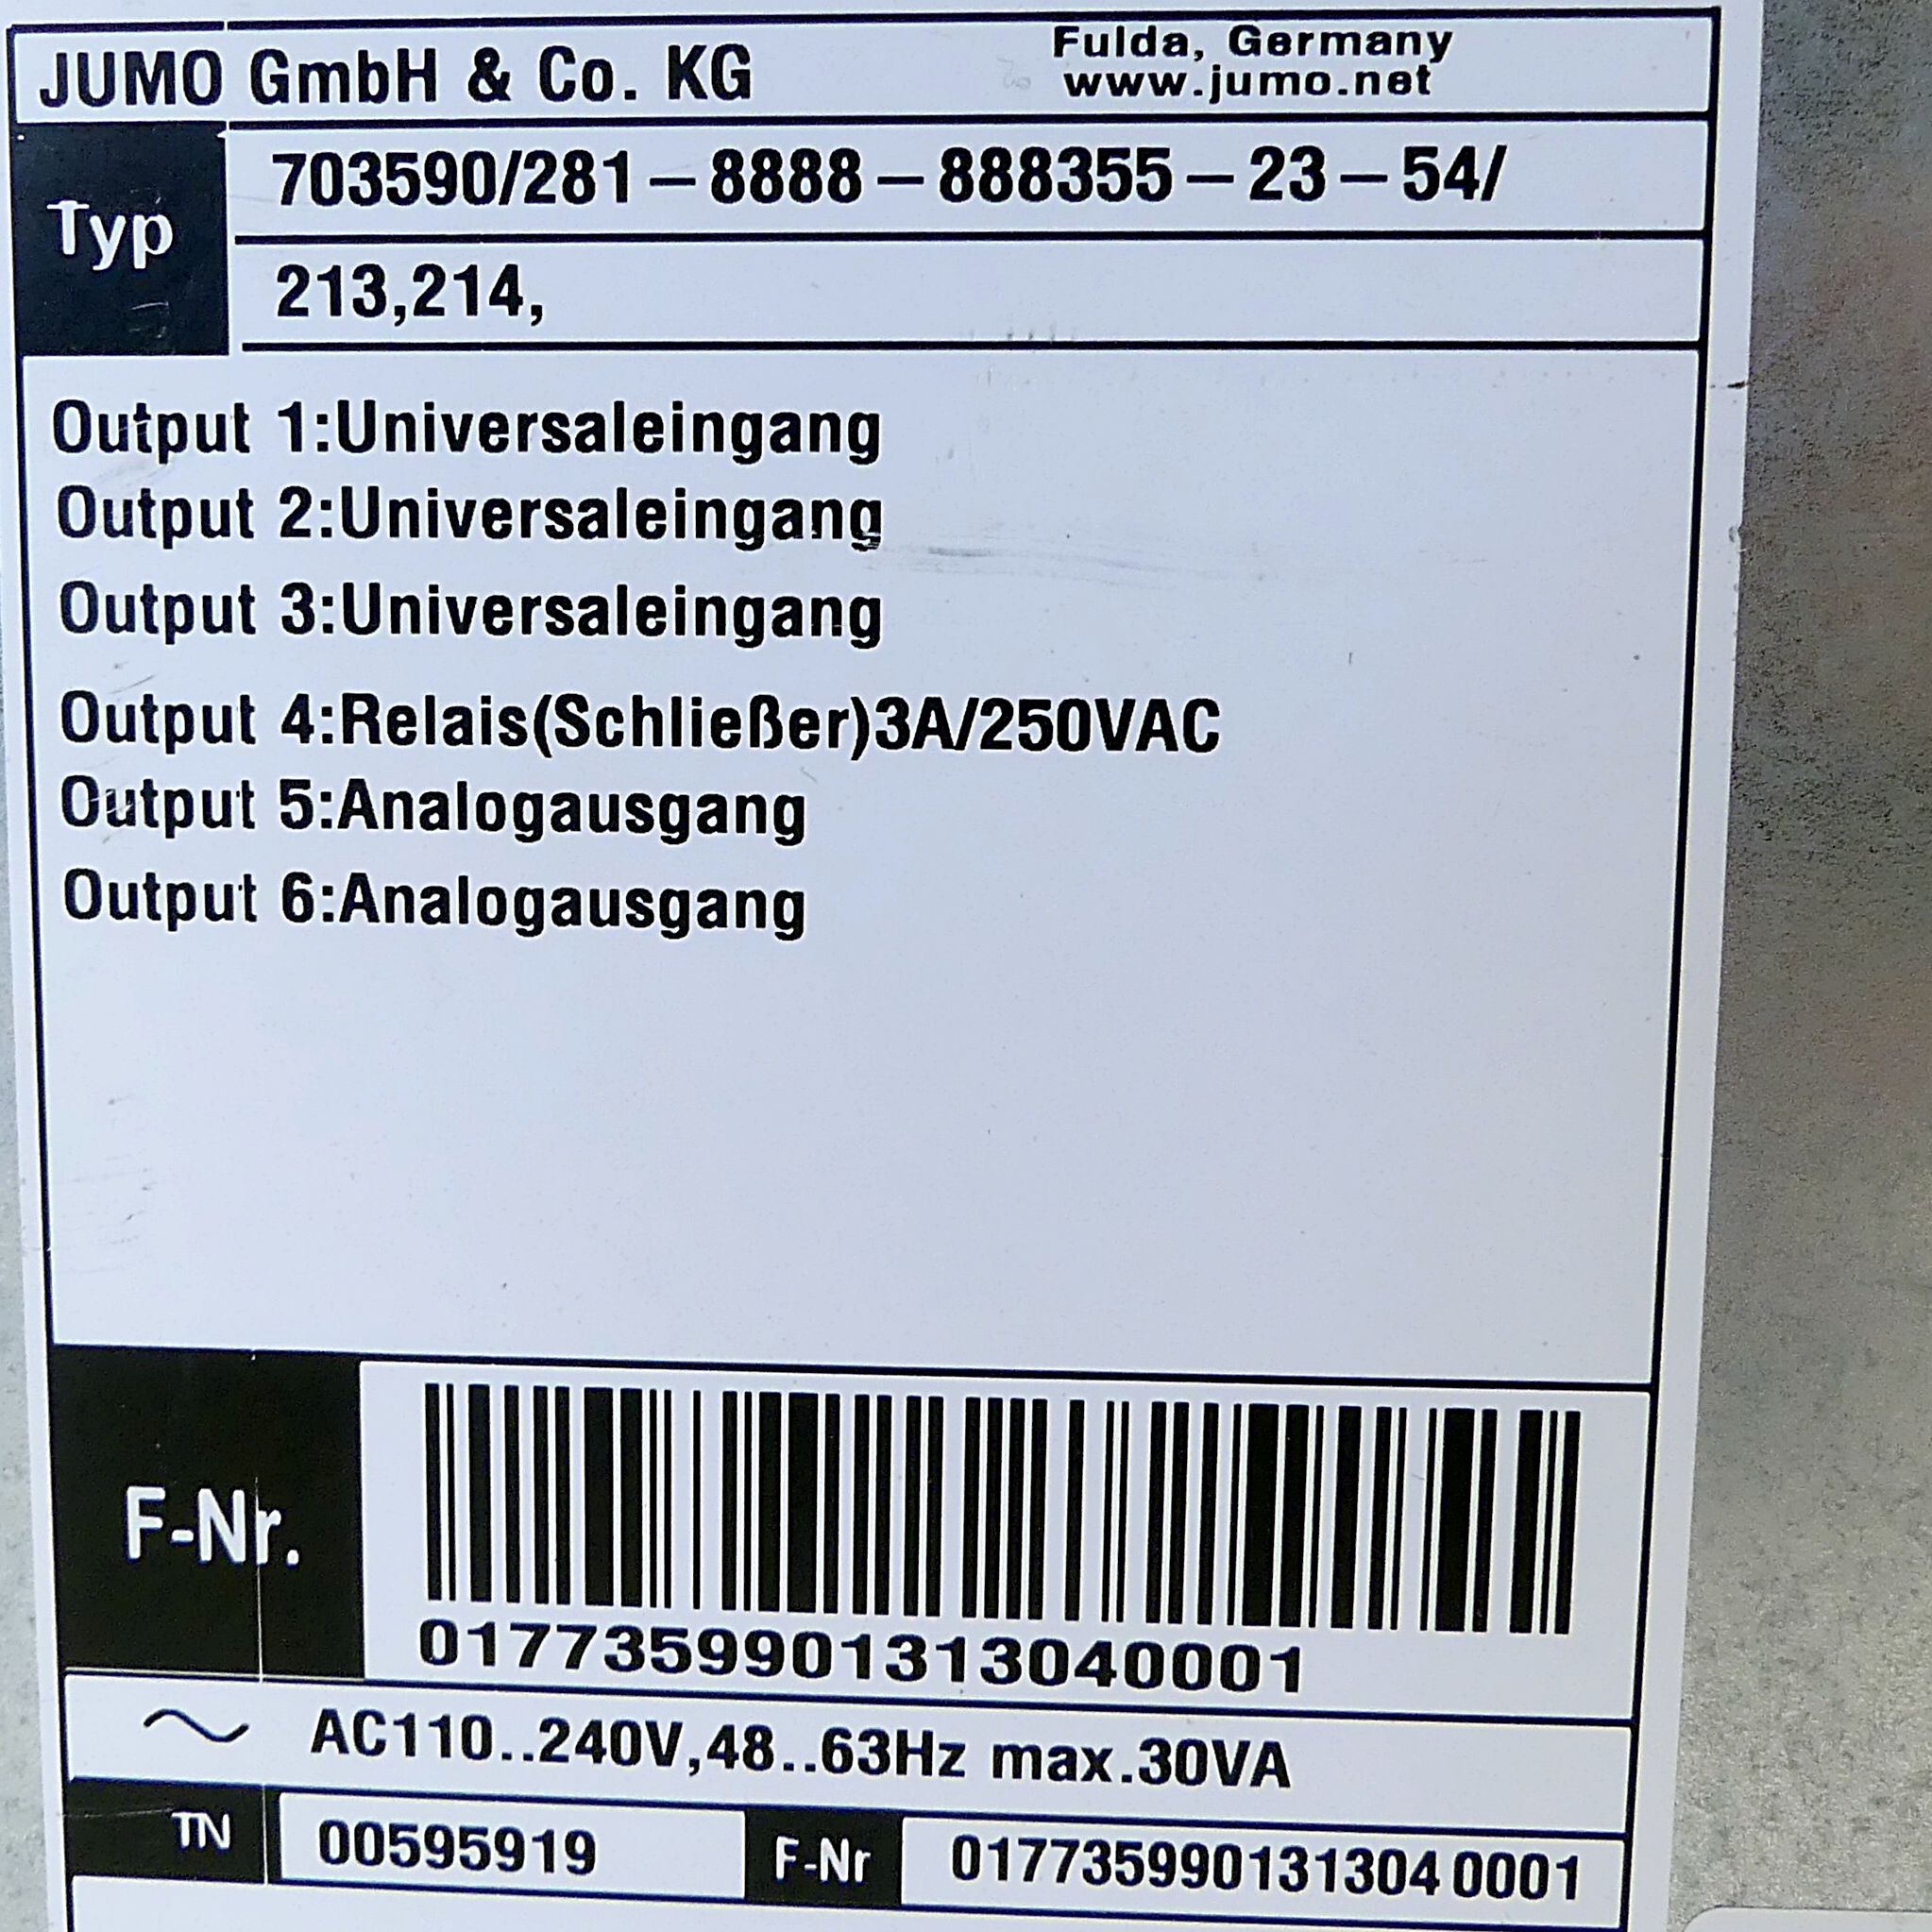 JUMO GmbH & Co. KG
Fulda, Germany
www.jumo.net
Typ
703590/281 – 8888 – 888355 – 23 – 54/
213,214,
Output 1:Universaleingang
Output 2:Universaleingang
Output 3:Universaleingang
Output 4:Relais(Schließer)3A/250VAC
Output 5:Analogausgang
Output 6:Analogausgang
F-Nr.
0177359901313040001
~ AC110..240V,48..63Hz max.30VA
TN 00595919 F-Nr 0177359901313040001